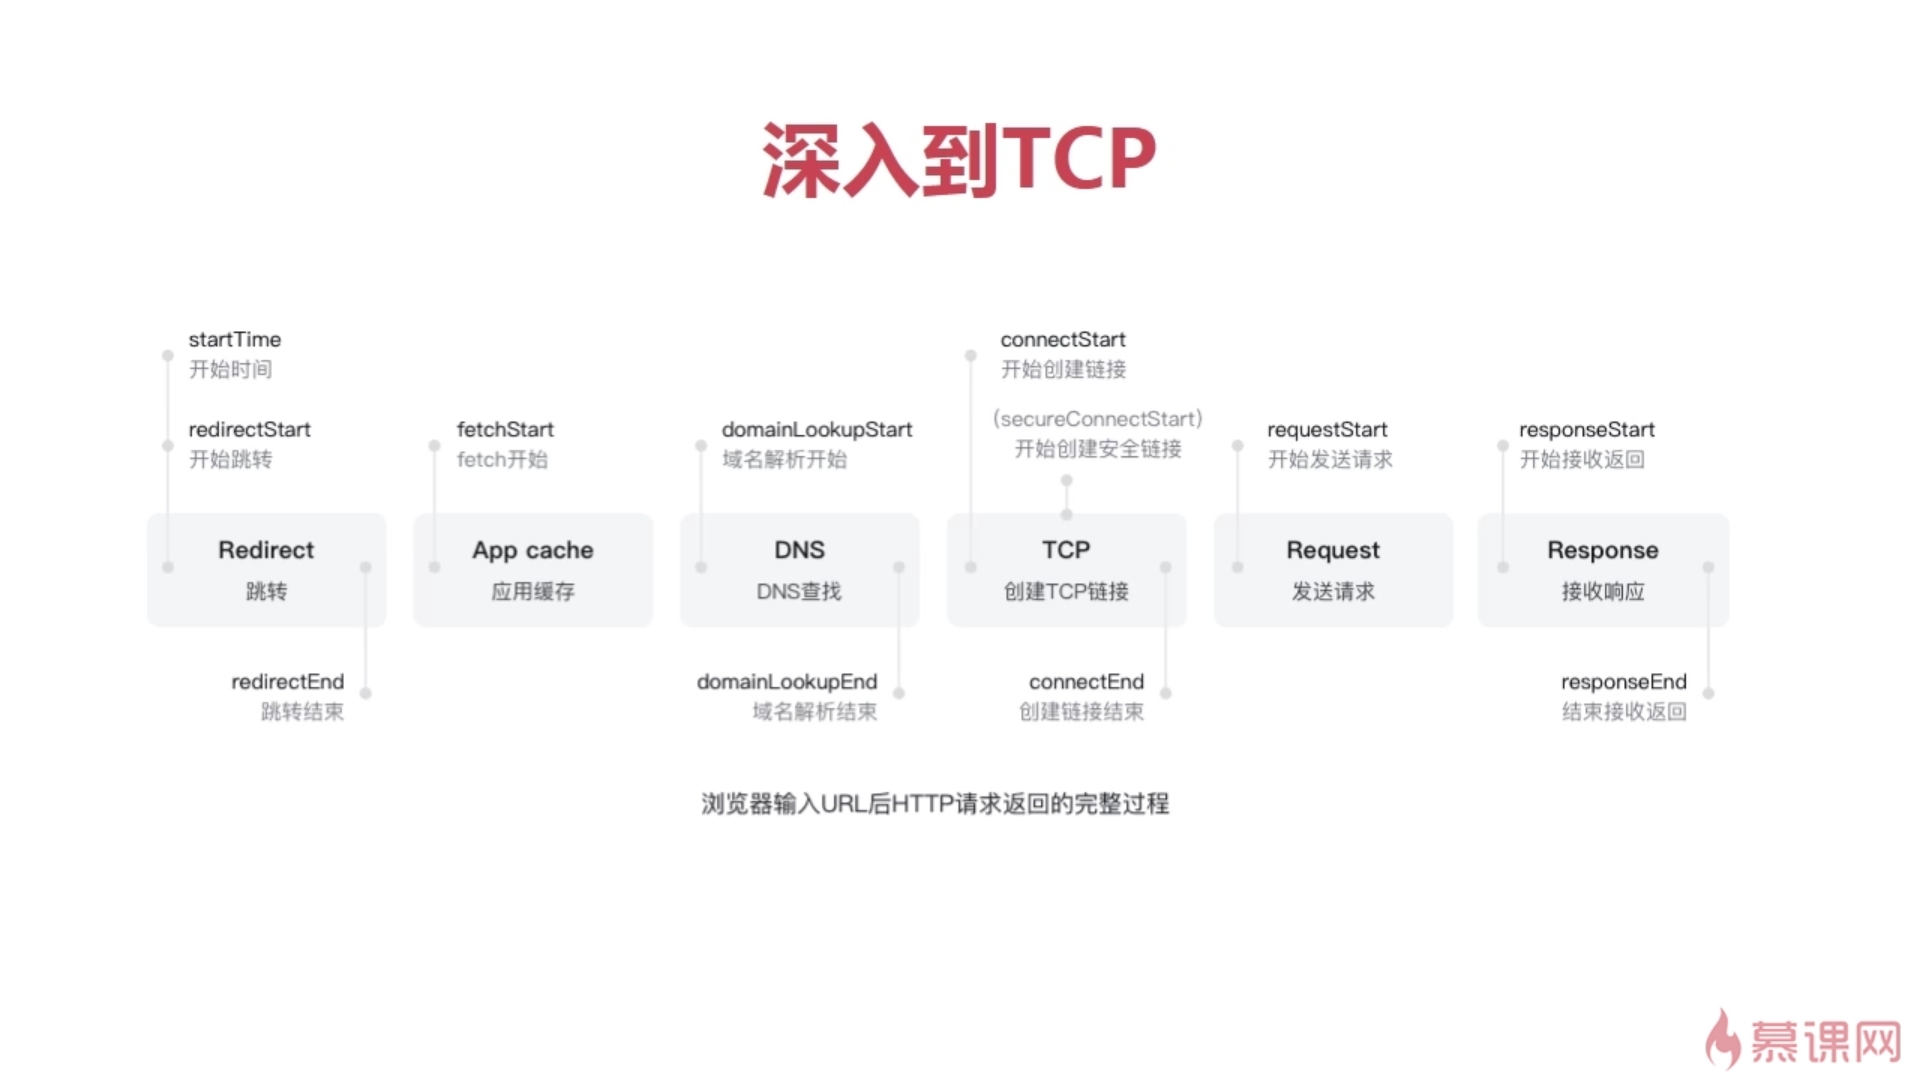 深入到TCP
startTime
开始时间
redirectStart
开始跳转
fetchStart
fetch开始
domainLookupStart
域名解析开始
connectStart
开始创建链接
(secureConnectStart)
开始创建安全链接
requestStart
开始发送请求
responseStart
开始接收返回
Redirect
跳转
App cache
应用缓存
DNS
DNS查找
TCP
创建TCP链接
Request
发送请求
Response
接收响应
redirectEnd
跳转结束
domainLookupEnd
域名解析结束
connectEnd
创建链接结束
responseEnd
结束接收返回
浏览器输入URL后HTTP请求返回的完整过程
慕课网